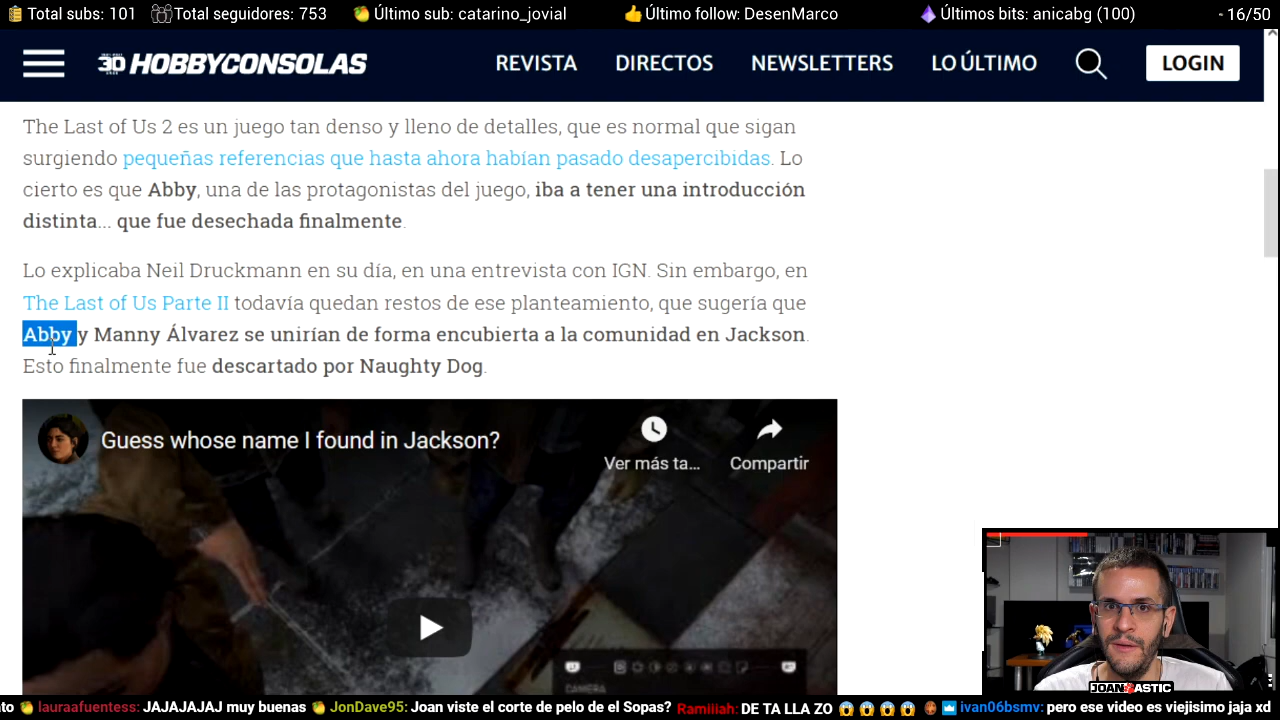 Total subs: 101 Total seguidores: 753 Último sub: catarino_jovial Último follow: DesenMarco Últimos bits: anicabg (100) - 16/50
HOBBYCONSOLAS REVISTA DIRECTOS NEWSLETTERS LO ÚLTIMO LOGIN
The Last of Us 2 es un juego tan denso y lleno de detalles, que es normal que sigan
surgiendo pequeñas referencias que hasta ahora habían pasado desapercibidas. Lo
cierto es que Abby, una de las protagonistas del juego, iba a tener una introducción
distinta... que fue desechada finalmente.
Lo explicaba Neil Druckmann en su día, en una entrevista con IGN. Sin embargo, en
The Last of Us Parte II todavía quedan restos de ese planteamiento, que sugería que
Abby y Manny Álvarez se unirían de forma encubierta a la comunidad en Jackson.
Esto finalmente fue descartado por Naughty Dog.
Guess whose name I found in Jackson?
Ver más ta... Compartir
CAMERA
JOANTASTIC
to lauraafuentess: JAJAJAJAJ muy buenas JonDave95: Joan viste el corte de pelo de el Sopas? Ramiliah: DE TA LLA ZO ivan06bsmv: pero ese video es viejisimo jaja xd